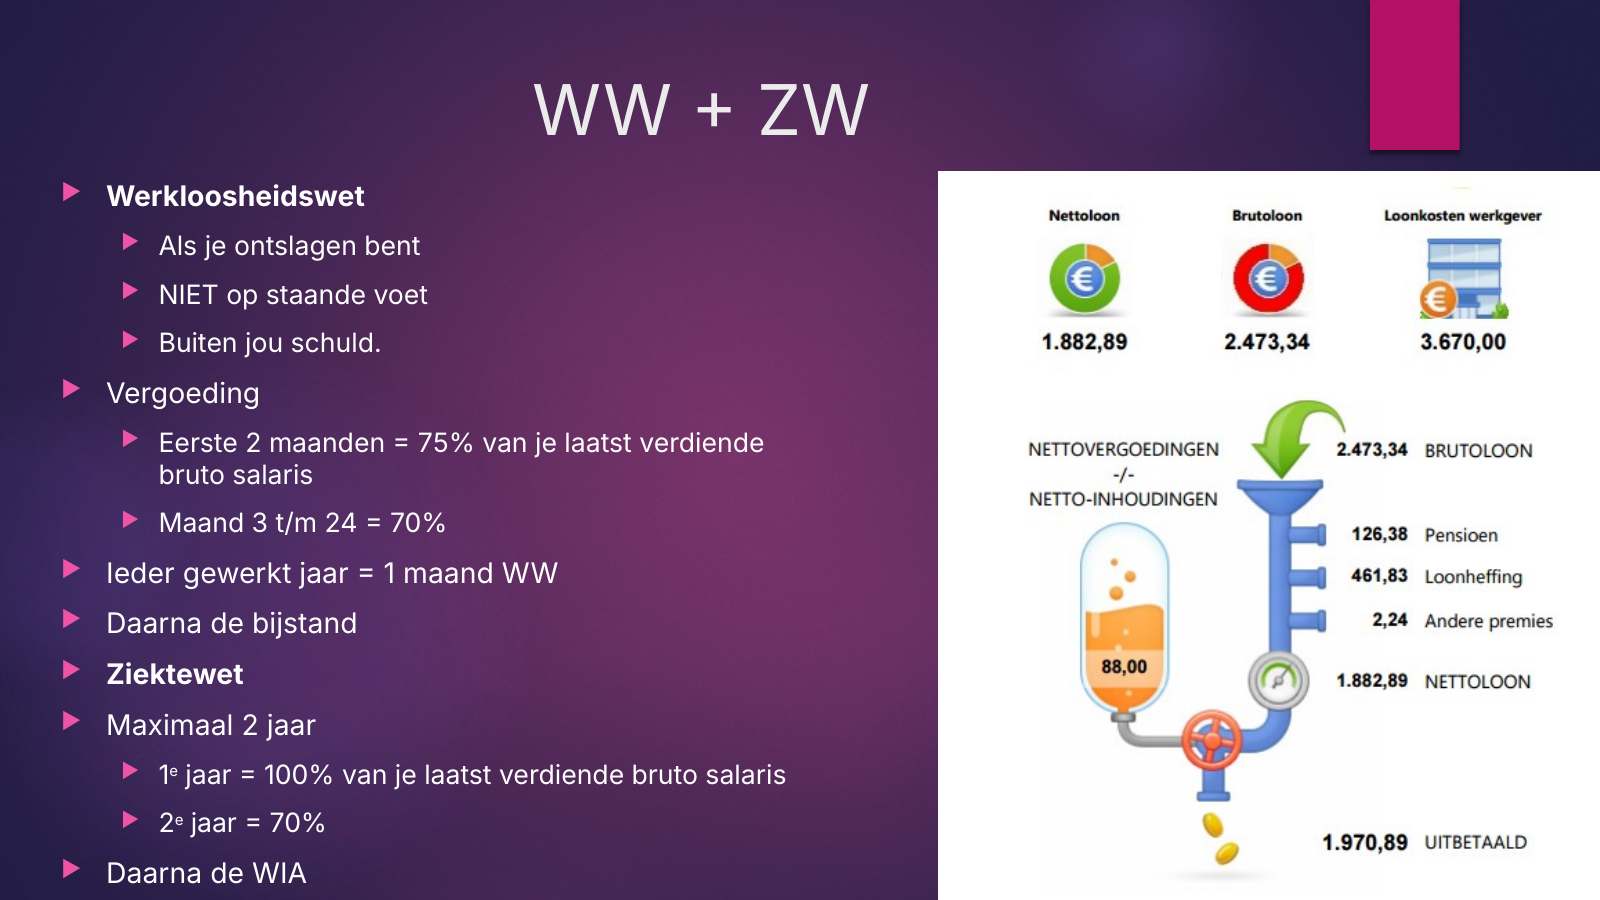 WW + ZW
Werkloosheidswet
Als je ontslagen bent
NIET op staande voet
Buiten jou schuld.
Vergoeding
Eerste 2 maanden = 75% van je laatst verdiende
bruto salaris
Maand 3 t/m 24 = 70%
Ieder gewerkt jaar = 1 maand WW
Daarna de bijstand
Ziektewet
Maximaal 2 jaar
1e jaar = 100% van je laatst verdiende bruto salaris
2e jaar = 70%
Daarna de WIA
Nettoloon Brutoloon Loonkosten werkgever
€ € €
1.882,89 2.473,34 3.670,00
NETTOVERGOEDINGEN
-/-
NETTO-INHOUDINGEN
88,00
2.473,34 BRUTOLOON
126,38 Pensioen
461,83 Loonheffing
2,24 Andere premies
1.882,89 NETTOLOON
1.970,89 UITBETAALD